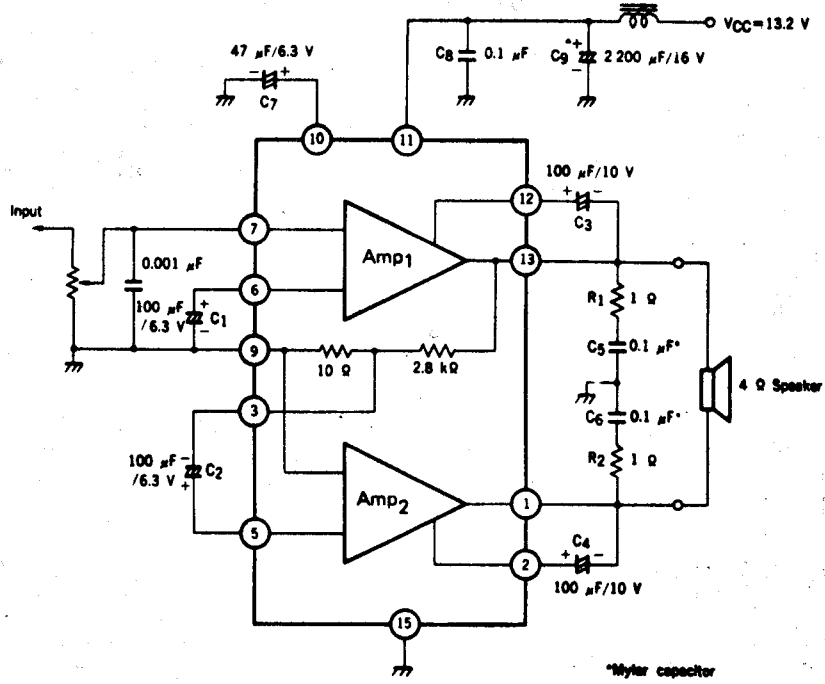 VCC=13.2 V
47 µF/6.3 V
C8
0.1 µF
C9
*+
2 200 µF/16 V
−
− +
C7
10
11
100 µF/10 V
12
+ −
C3
Input
7
Amp1
13
0.001 µF
6
R1
1 Ω
100 µF
/6.3 V
+
−
C1
9
10 Ω
2.8 kΩ
C5
0.1 µF*
4 Ω Speaker
3
C6
0.1 µF*
100 µF
/6.3 V
−
+
C2
R2
1 Ω
Amp2
1
5
C4
2
+ −
100 µF/10 V
15
*Mylar capacitor